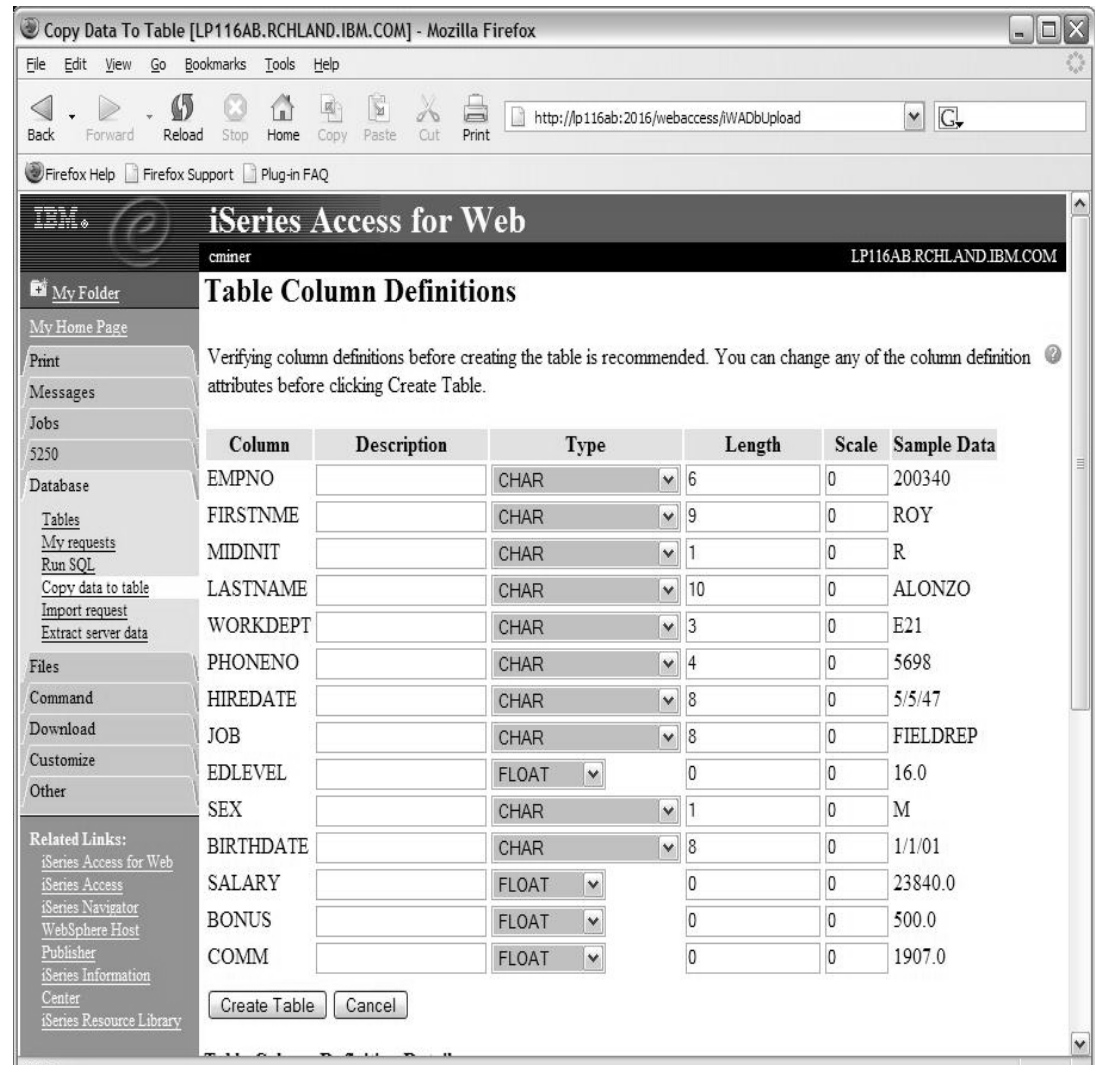 Copy Data To Table [LP116AB.RCHLAND.IBM.COM] - Mozilla Firefox
File Edit View Go Bookmarks Tools Help
Back Forward Reload Stop Home Copy Paste Cut Print
http://lp116ab:2016/webaccess/iWADbUpload
G
Firefox Help Firefox Support Plug-in FAQ
IBM e
iSeries Access for Web
cminer LP116AB.RCHLAND.IBM.COM
My Folder
My Home Page
Print
Messages
Jobs
5250
Database
Tables
My requests
Run SQL
Copy data to table
Import request
Extract server data
Files
Command
Download
Customize
Other
Related Links:
iSeries Access for Web
iSeries Access
iSeries Navigator
WebSphere Host
Publisher
iSeries Information
Center
iSeries Resource Library
Table Column Definitions
Verifying column definitions before creating the table is recommended. You can change any of the column definition
attributes before clicking Create Table.
Column Description Type Length Scale Sample Data
EMPNO CHAR 6 0 200340
FIRSTNME CHAR 9 0 ROY
MIDINIT CHAR 1 0 R
LASTNAME CHAR 10 0 ALONZO
WORKDEPT CHAR 3 0 E21
PHONENO CHAR 4 0 5698
HIREDATE CHAR 8 0 5/5/47
JOB CHAR 8 0 FIELDREP
EDLEVEL FLOAT 0 0 16.0
SEX CHAR 1 0 M
BIRTHDATE CHAR 8 0 1/1/01
SALARY FLOAT 0 0 23840.0
BONUS FLOAT 0 0 500.0
COMM FLOAT 0 0 1907.0
Create Table Cancel